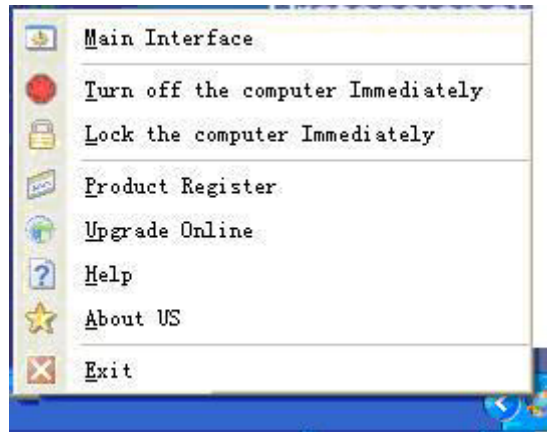 Main Interface
Turn off the computer Immediately
Lock the computer Immediately
Product Register
Upgrade Online
Help
About US
Exit